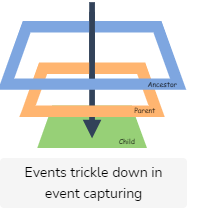 Ancestor
Parent
Child
Events trickle down in
event capturing